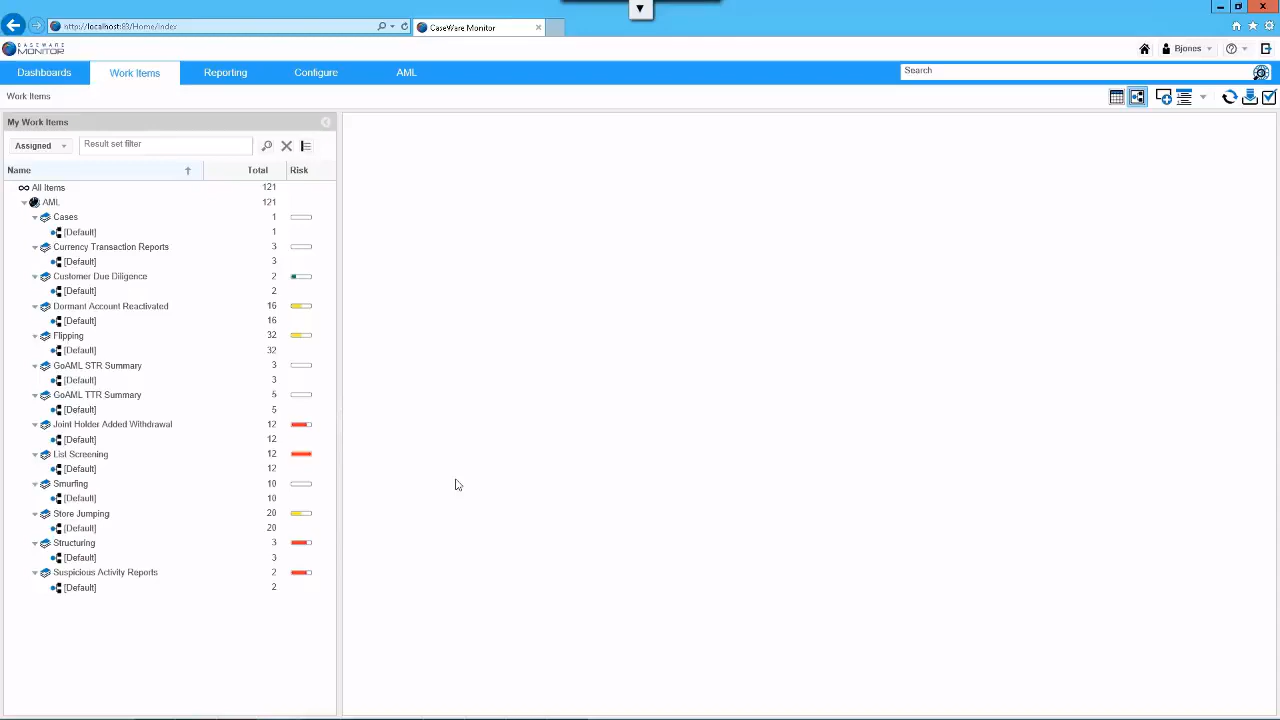 http://localhost:83/Home/index
CaseWare Monitor
CASEWARE
MONITOR
Bjones
Dashboards
Work Items
Reporting
Configure
AML
Search
Work Items
My Work Items
Assigned
Result set filter
Name Total Risk
All Items 121
AML 121
Cases 1
[Default] 1
Currency Transaction Reports 3
[Default] 3
Customer Due Diligence 2
[Default] 2
Dormant Account Reactivated 16
[Default] 16
Flipping 32
[Default] 32
GoAML STR Summary 3
[Default] 3
GoAML TTR Summary 5
[Default] 5
Joint Holder Added Withdrawal 12
[Default] 12
List Screening 12
[Default] 12
Smurfing 10
[Default] 10
Store Jumping 20
[Default] 20
Structuring 3
[Default] 3
Suspicious Activity Reports 2
[Default] 2